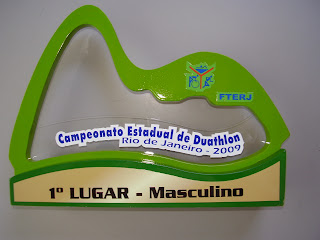 FTERJ
Campeonato Estadual de Duathlon
Rio de Janeiro - 2009
1º LUGAR - Masculino